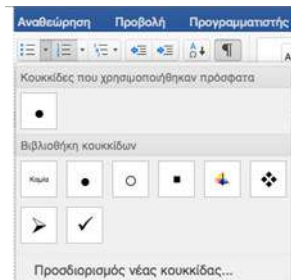 Αναθεώρηση Προβολή Προγραμματιστής
Κουκκίδες που χρησιμοποιήθηκαν πρόσφατα
Βιβλιοθήκη κουκκίδων
Καμία
Προσδιορισμός νέας κουκκίδας...